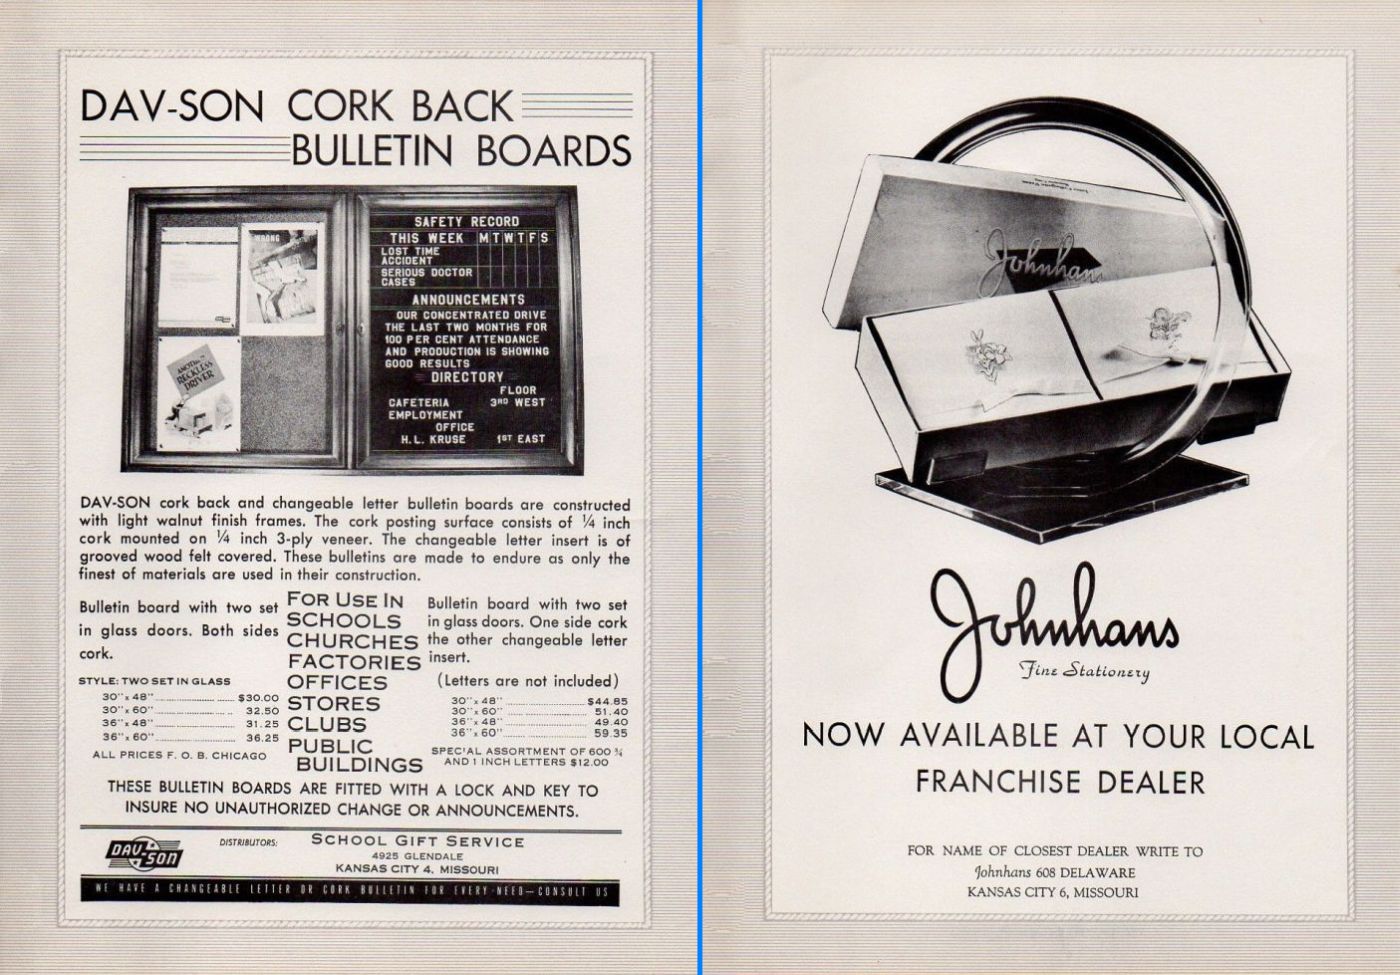 DAV-SON CORK BACK
BULLETIN BOARDS
WRONG
ANOTHER
RECKLESS
DRIVER
SAFETY RECORD
THIS WEEK M T W T F S
LOST TIME
ACCIDENT
SERIOUS DOCTOR
CASES
ANNOUNCEMENTS
OUR CONCENTRATED DRIVE
THE LAST TWO MONTHS FOR
100 PER CENT ATTENDANCE
AND PRODUCTION IS SHOWING
GOOD RESULTS
DIRECTORY
FLOOR
CAFETERIA 3RD WEST
EMPLOYMENT
OFFICE
H.L. KRUSE 1ST EAST
DAV-SON cork back and changeable letter bulletin boards are constructed
with light walnut finish frames. The cork posting surface consists of ¼ inch
cork mounted on ¼ inch 3-ply veneer. The changeable letter insert is of
grooved wood felt covered. These bulletins are made to endure as only the
finest of materials are used in their construction.
Bulletin board with two set
in glass doors. Both sides
cork.
STYLE: TWO SET IN GLASS
30"x 48" $30.00
30"x 60" 32.50
36"x 48" 31.25
36"x 60" 36.25
ALL PRICES F. O. B. CHICAGO
FOR USE IN
SCHOOLS
CHURCHES
FACTORIES
OFFICES
STORES
CLUBS
PUBLIC
BUILDINGS
Bulletin board with two set
in glass doors. One side cork
the other changeable letter
insert.
(Letters are not included)
30"x 48" $44.85
30"x 60" 51.40
36"x 48" 49.40
36"x 60" 59.35
SPECIAL ASSORTMENT OF 600 ¾
AND 1 INCH LETTERS $12.00
THESE BULLETIN BOARDS ARE FITTED WITH A LOCK AND KEY TO
INSURE NO UNAUTHORIZED CHANGE OR ANNOUNCEMENTS.
DAV-SON
DISTRIBUTORS: SCHOOL GIFT SERVICE
4925 GLENDALE
KANSAS CITY 4, MISSOURI
WE HAVE A CHANGEABLE LETTER OR CORK BULLETIN FOR EVERY NEED—CONSULT US
Johnhans
Johnhans
Fine Stationery
NOW AVAILABLE AT YOUR LOCAL
FRANCHISE DEALER
FOR NAME OF CLOSEST DEALER WRITE TO
Johnhans 608 DELAWARE
KANSAS CITY 6, MISSOURI